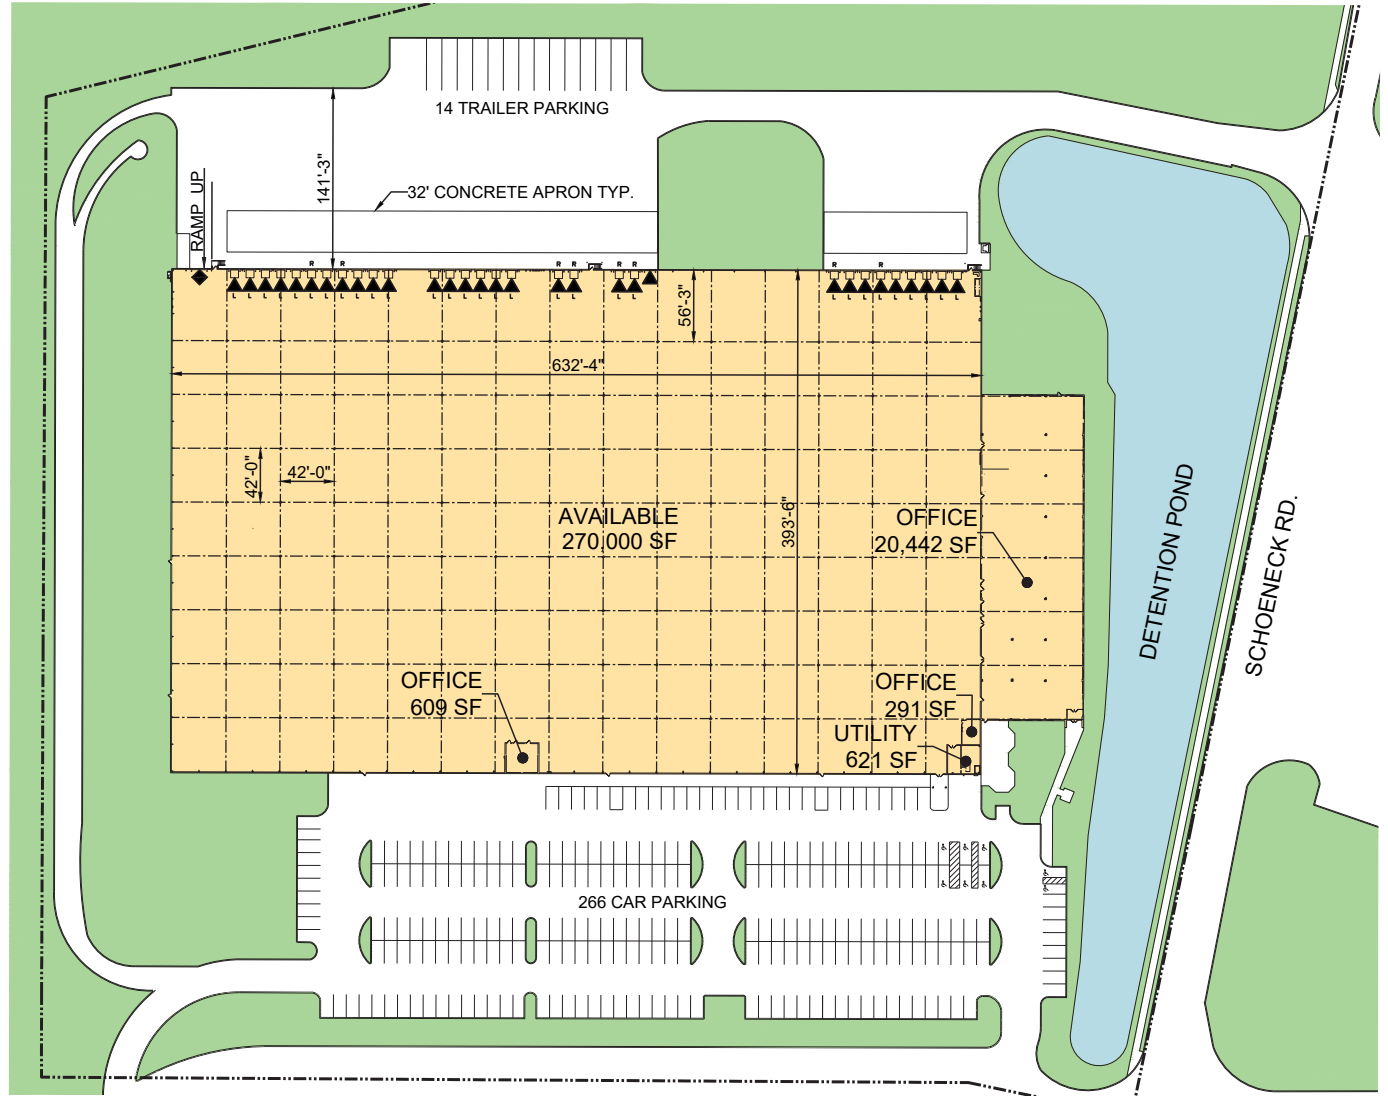 14 TRAILER PARKING
141'-3"
RAMP UP
32' CONCRETE APRON TYP.
R R R R R R R R
L L L L L L L L L L L L L L L L L L L L L L L L L L L L L L
56'-3"
632'-4"
42'-0"
42'-0"
393'-6"
AVAILABLE
270,000 SF
OFFICE
20,442 SF
DETENTION POND
SCHOENECK RD.
OFFICE
609 SF
OFFICE
291 SF
UTILITY
621 SF
266 CAR PARKING